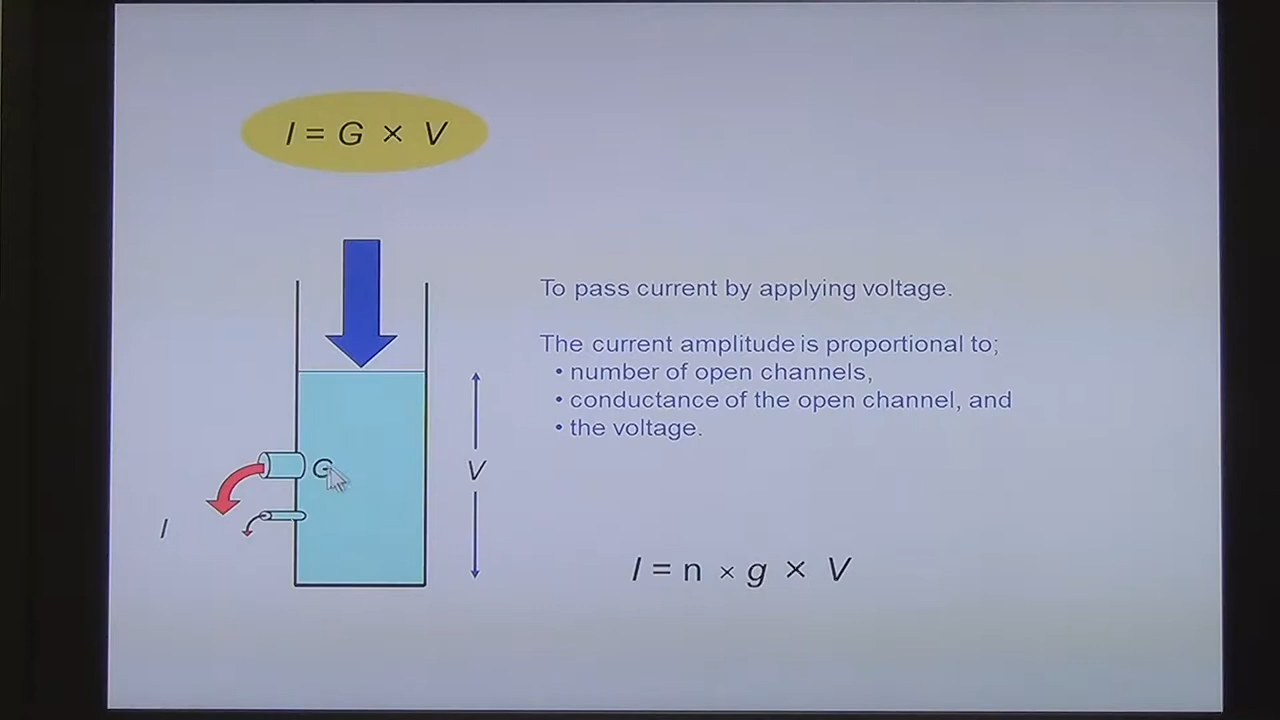 I = G × V
To pass current by applying voltage.
The current amplitude is proportional to;
• number of open channels,
• conductance of the open channel, and
• the voltage.
G
V
I
I = n × g × V